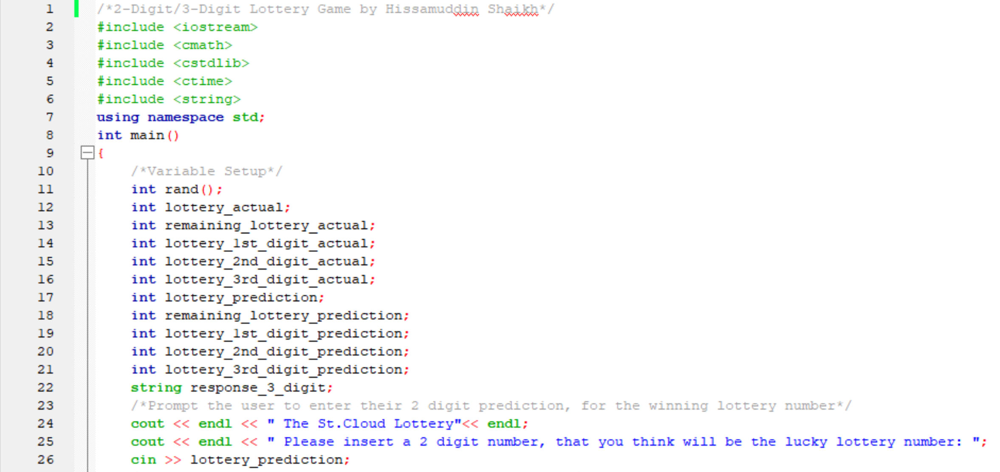 1 /*2-Digit/3-Digit Lottery Game by Hissamuddin Shaikh*/
2 #include <iostream>
3 #include <cmath>
4 #include <cstdlib>
5 #include <ctime>
6 #include <string>
7 using namespace std;
8 int main()
9 {
10 /*Variable Setup*/
11 int rand();
12 int lottery_actual;
13 int remaining_lottery_actual;
14 int lottery_1st_digit_actual;
15 int lottery_2nd_digit_actual;
16 int lottery_3rd_digit_actual;
17 int lottery_prediction;
18 int remaining_lottery_prediction;
19 int lottery_1st_digit_prediction;
20 int lottery_2nd_digit_prediction;
21 int lottery_3rd_digit_prediction;
22 string response_3_digit;
23 /*Prompt the user to enter their 2 digit prediction, for the winning lottery number*/
24 cout << endl << " The St.Cloud Lottery"<< endl;
25 cout << endl << " Please insert a 2 digit number, that you think will be the lucky lottery number: ";
26 cin >> lottery_prediction;